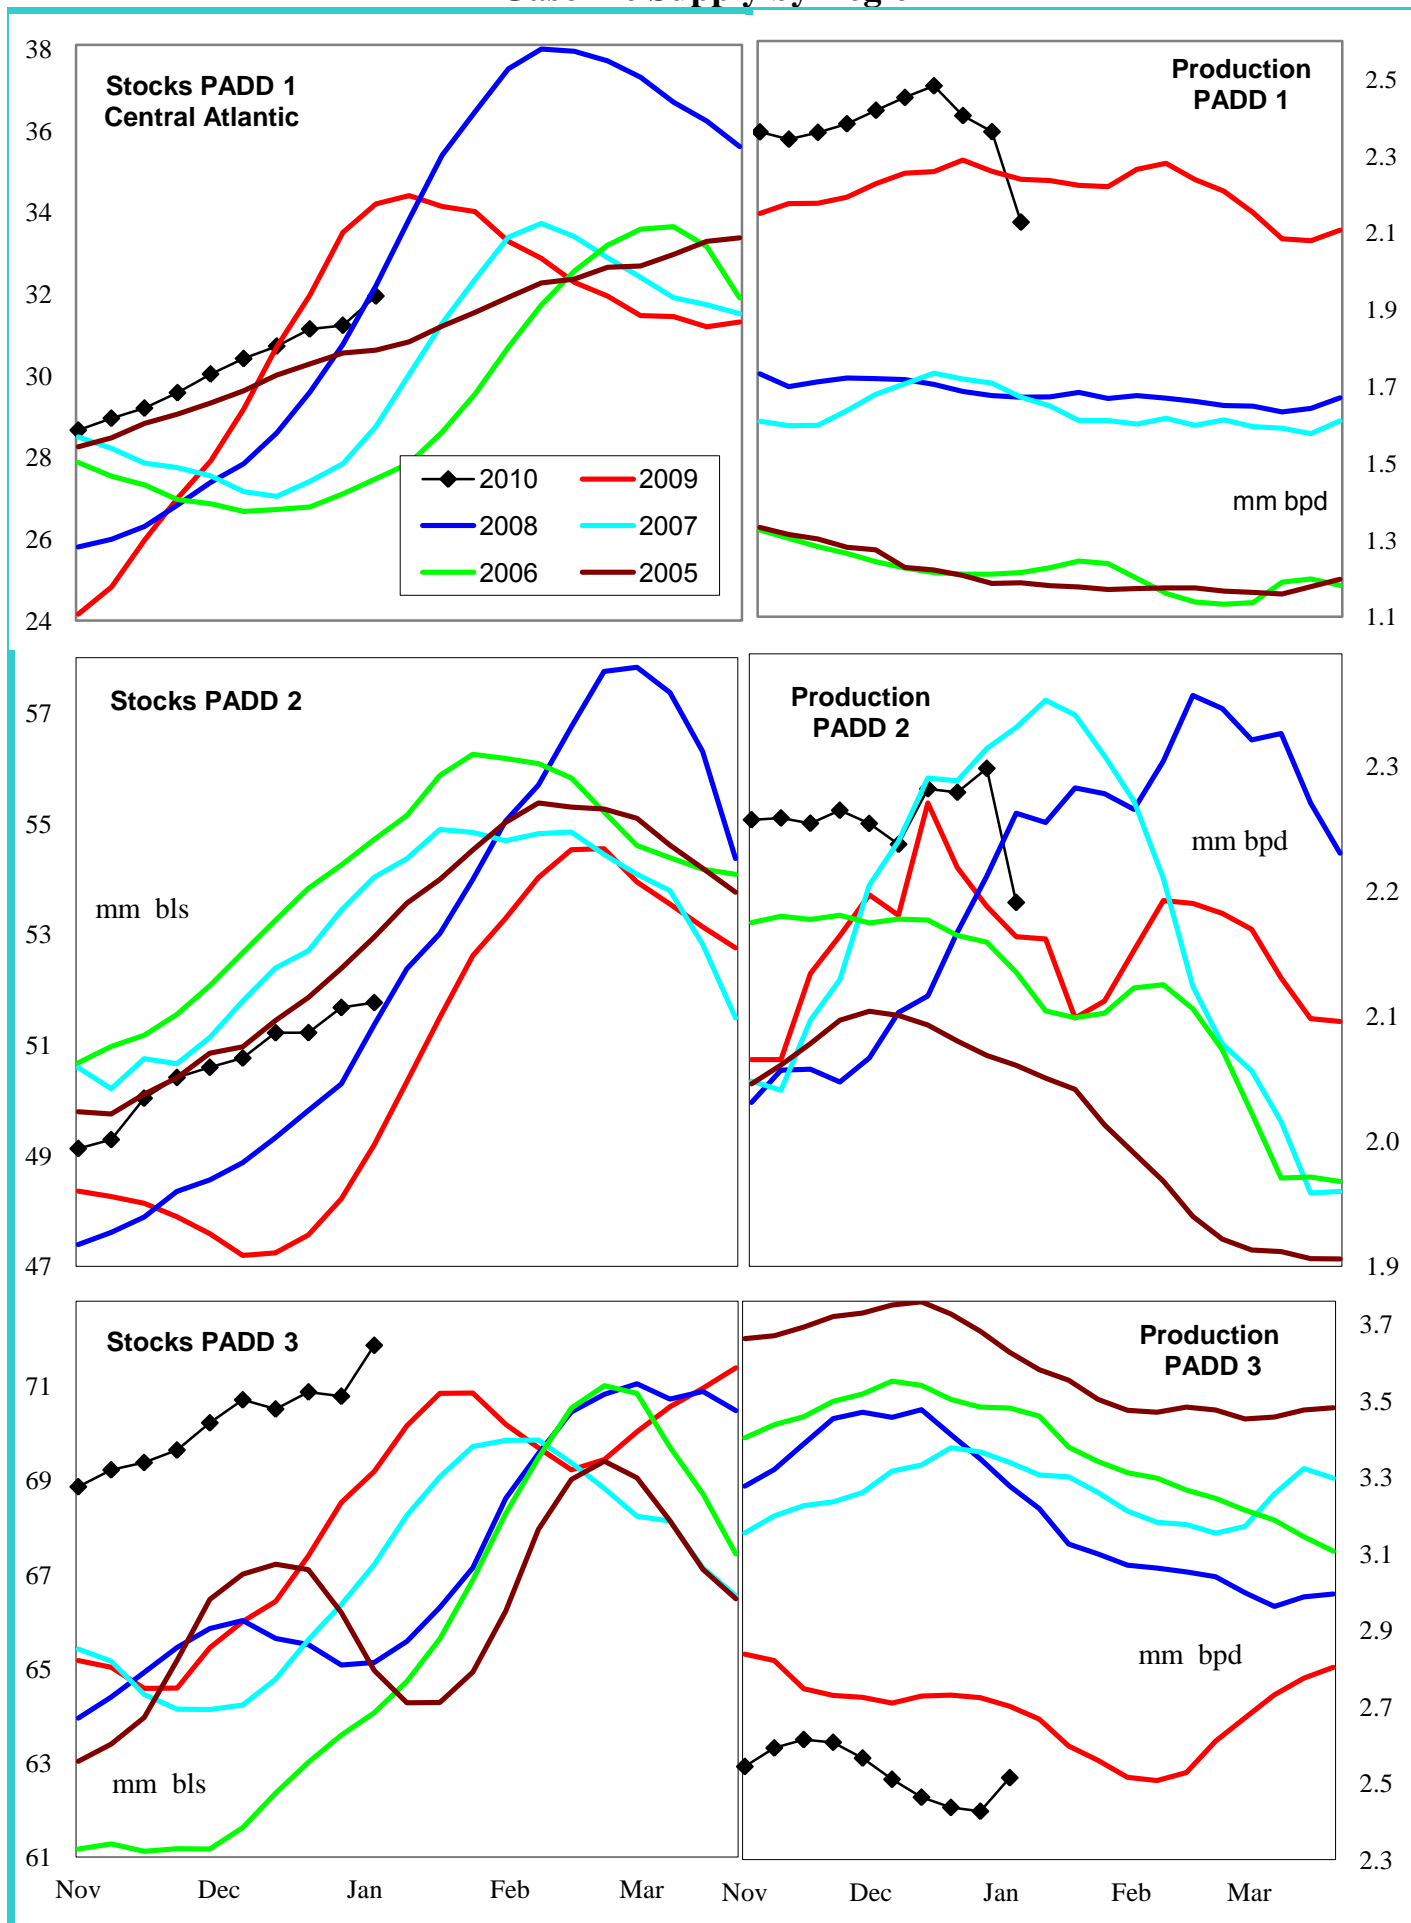 Gasoline Supply by Region
Stocks PADD 1
Central Atlantic
38
36
34
32
30
28
26
24
2010
2009
2008
2007
2006
2005
Production
PADD 1
mm bpd
2.5
2.3
2.1
1.9
1.7
1.5
1.3
1.1
Stocks PADD 2
mm bls
57
55
53
51
49
47
Production
PADD 2
mm bpd
2.3
2.2
2.1
2.0
1.9
Stocks PADD 3
mm bls
71
69
67
65
63
61
Nov Dec Jan Feb Mar
Production
PADD 3
mm bpd
3.7
3.5
3.3
3.1
2.9
2.7
2.5
2.3
Nov Dec Jan Feb Mar